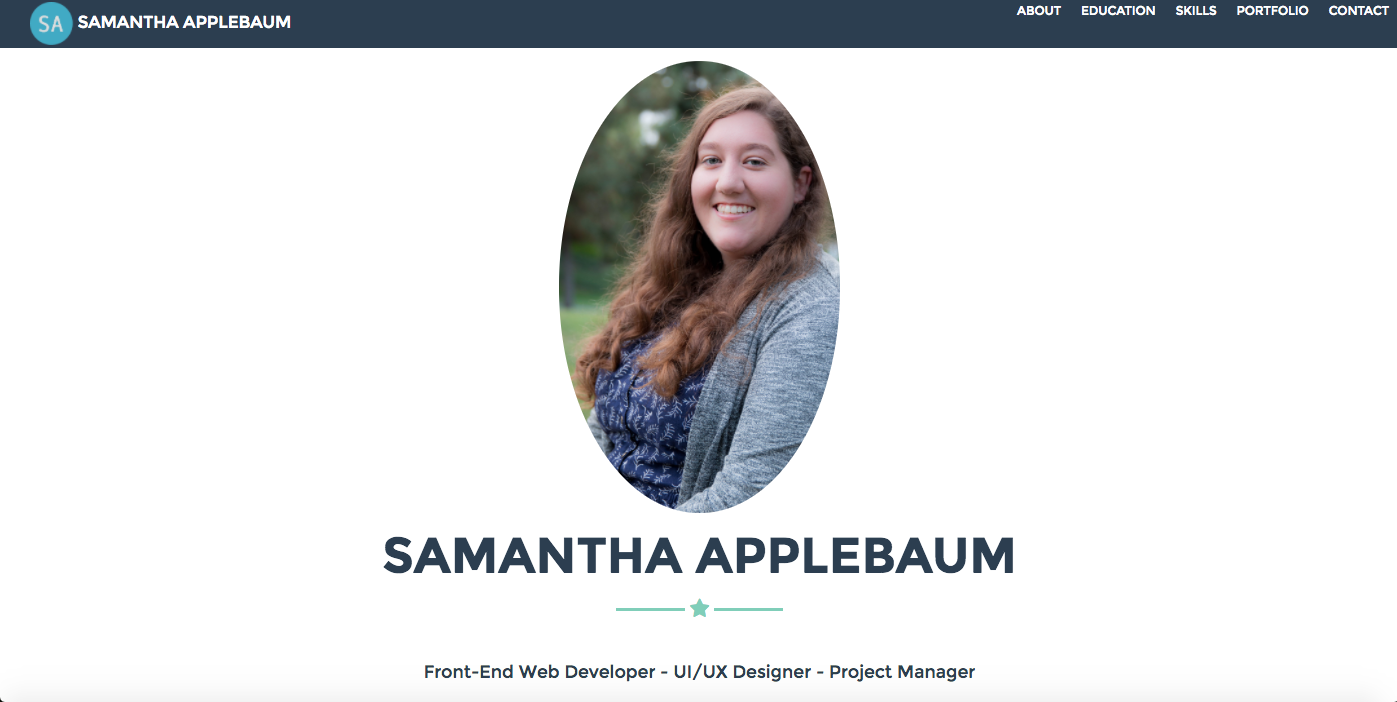 SA SAMANTHA APPLEBAUM ABOUT EDUCATION SKILLS PORTFOLIO CONTACT
SAMANTHA APPLEBAUM
Front-End Web Developer - UI/UX Designer - Project Manager